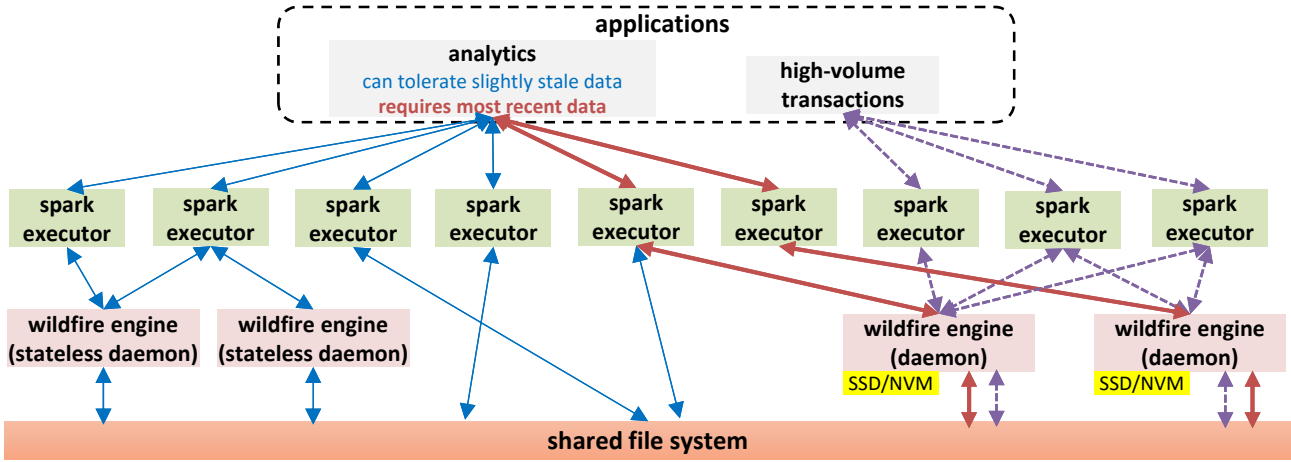 applications
analytics
can tolerate slightly stale data
requires most recent data
high-volume
transactions
spark
executor
spark
executor
spark
executor
spark
executor
spark
executor
spark
executor
spark
executor
spark
executor
spark
executor
wildfire engine
(stateless daemon)
wildfire engine
(stateless daemon)
wildfire engine
(daemon)
SSD/NVM
wildfire engine
(daemon)
SSD/NVM
shared file system